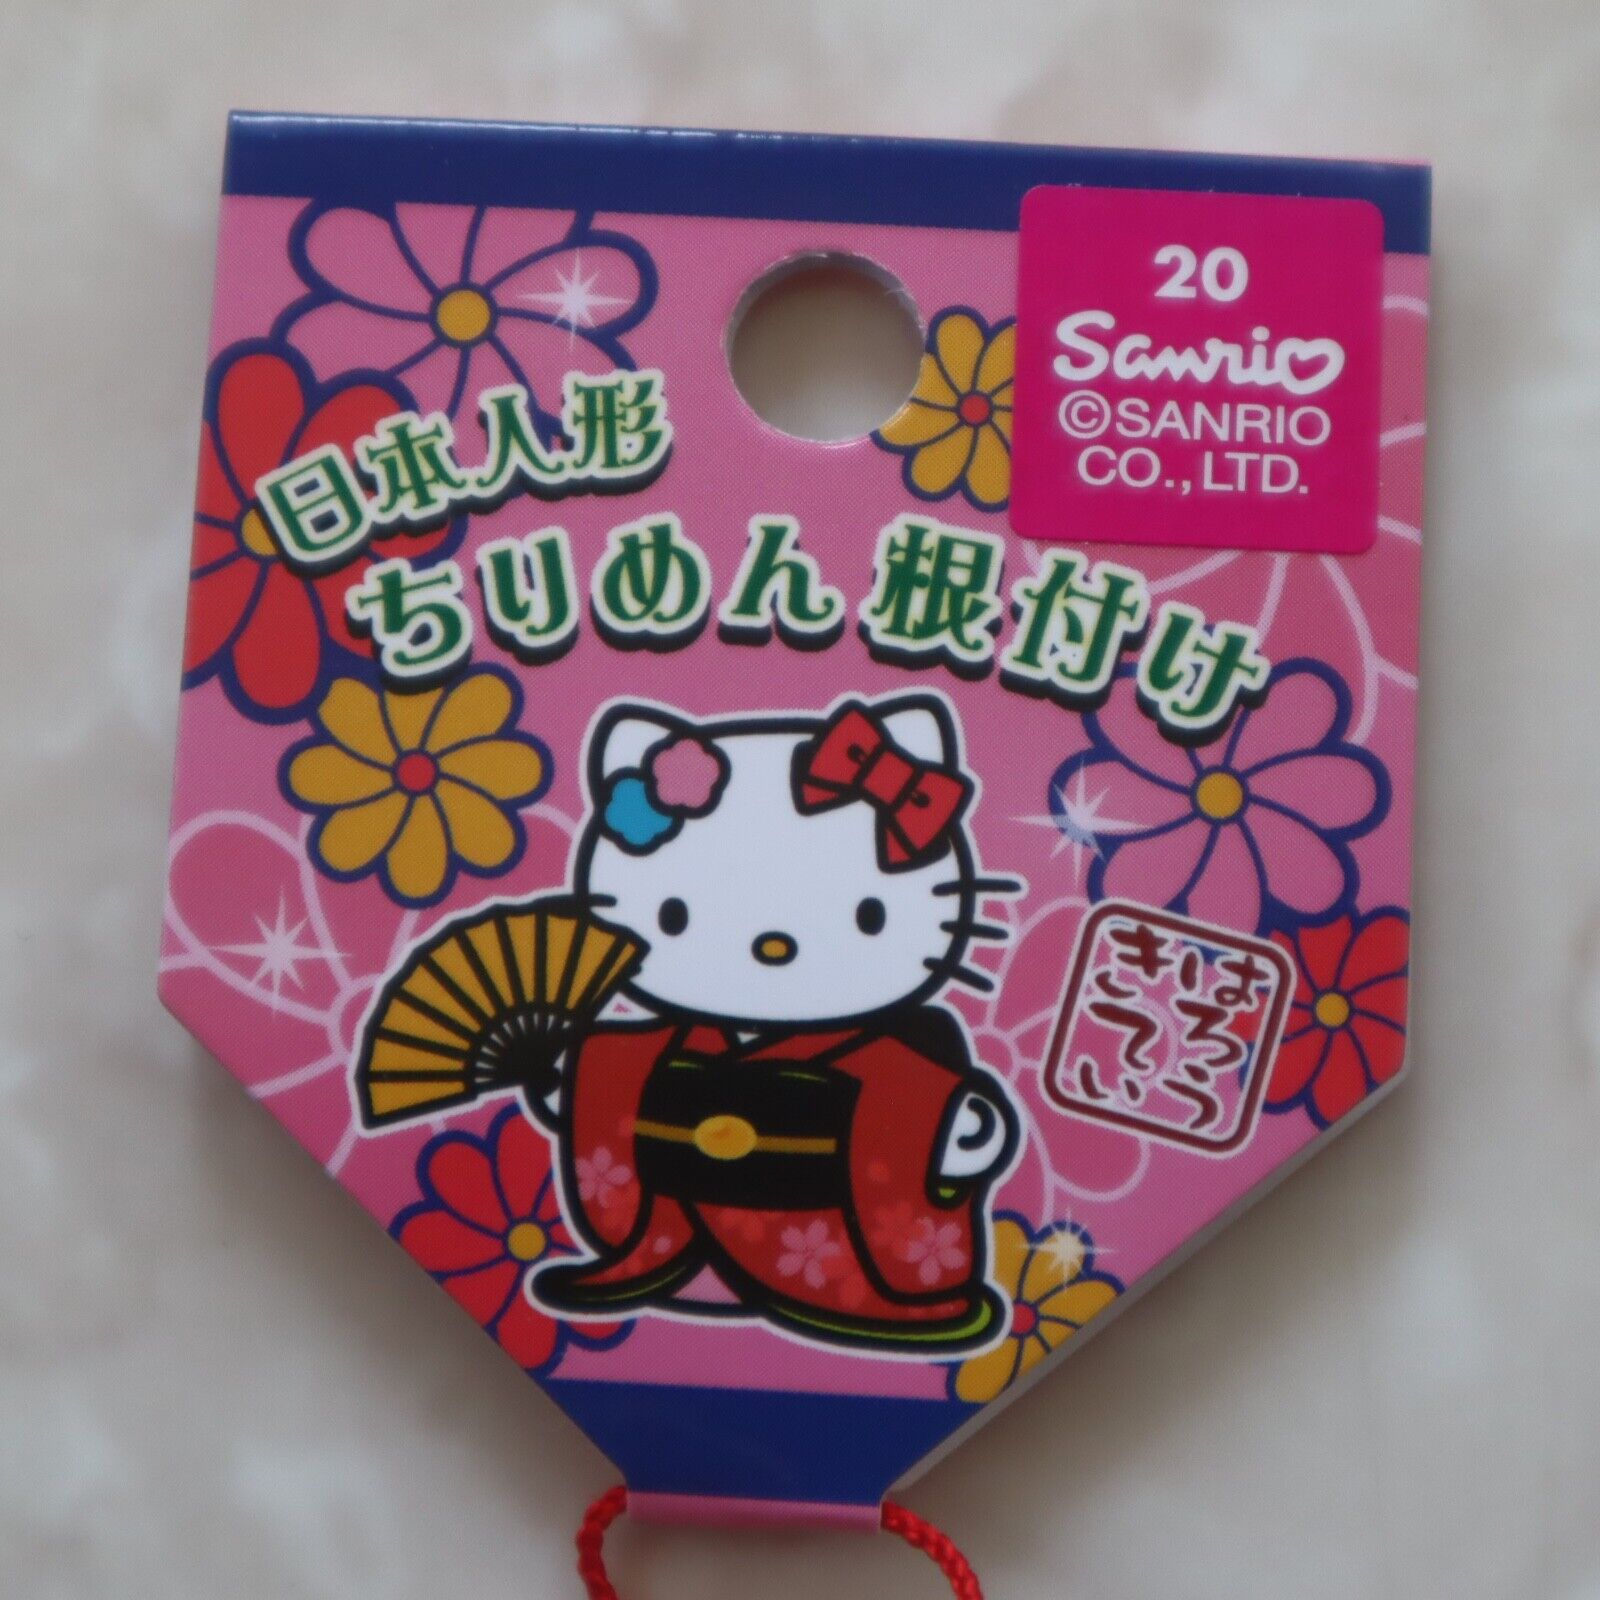 20
Sanrio
©SANRIO
CO., LTD.
日本人形
ちりめん根付け
はろう
きてい